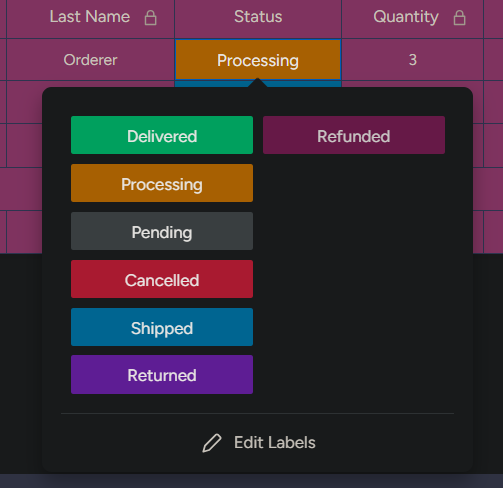 Last Name Status Quantity
Orderer Processing 3
Delivered Refunded
Processing
Pending
Cancelled
Shipped
Returned
Edit Labels